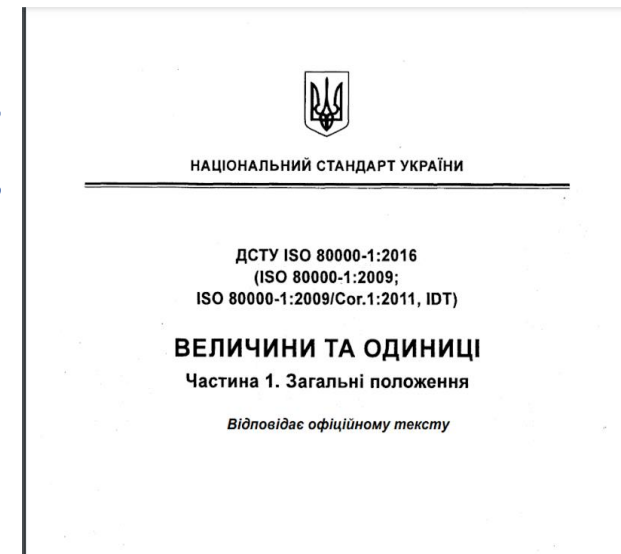 НАЦІОНАЛЬНИЙ СТАНДАРТ УКРАЇНИ
ДСТУ ISO 80000-1:2016
(ISO 80000-1:2009;
ISO 80000-1:2009/Cor.1:2011, IDT)
ВЕЛИЧИНИ ТА ОДИНИЦІ
Частина 1. Загальні положення
Відповідає офіційному тексту